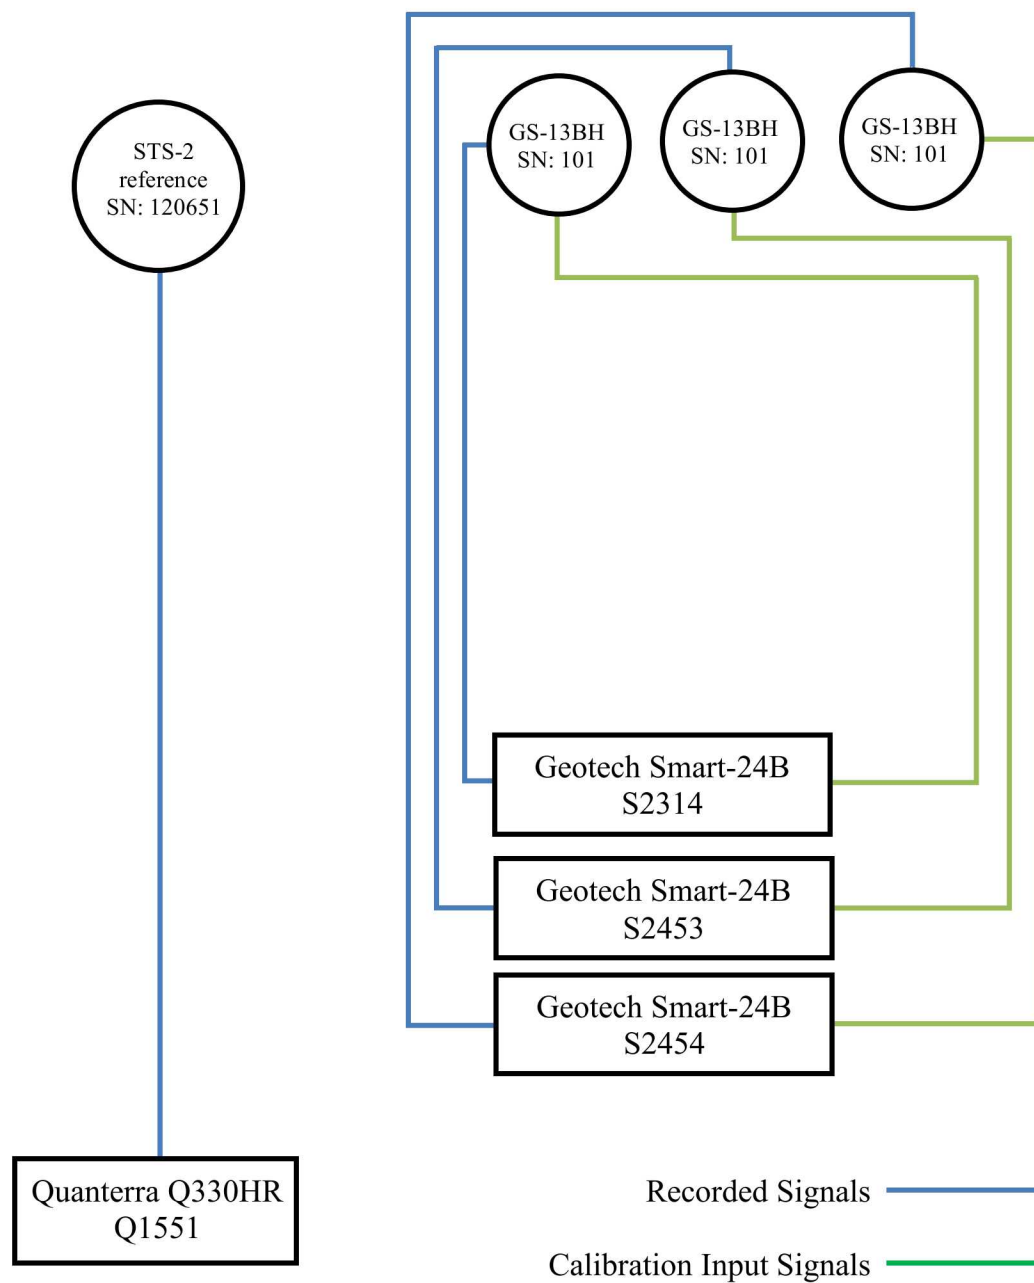 STS-2
reference
SN: 120651
GS-13BH
SN: 101
GS-13BH
SN: 101
GS-13BH
SN: 101
Geotech Smart-24B
S2314
Geotech Smart-24B
S2453
Geotech Smart-24B
S2454
Quanterra Q330HR
Q1551
Recorded Signals
Calibration Input Signals